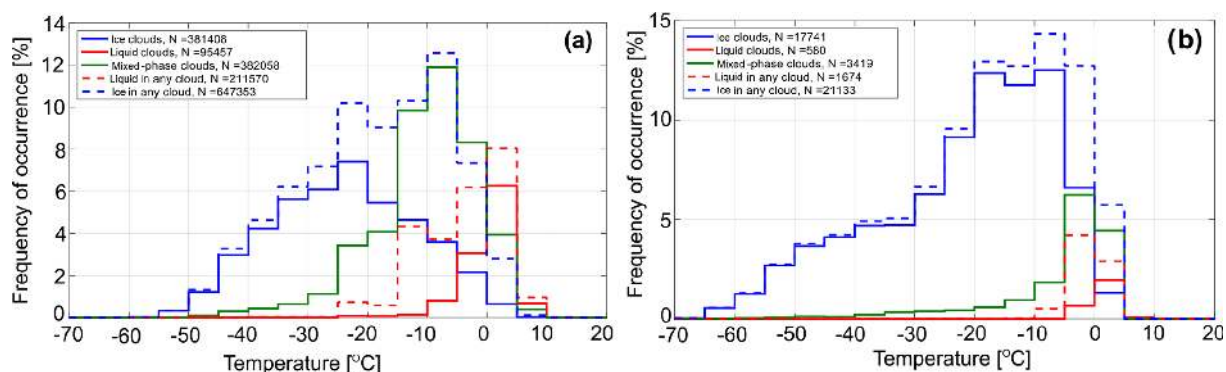 14
12
10
8
6
4
2
0
Frequency of occurrence [%]
Ice clouds, N =381408
Liquid clouds, N =95457
Mixed-phase clouds, N =382058
Liquid in any cloud, N =211570
Ice in any cloud, N =647353
(a)
-70 -60 -50 -40 -30 -20 -10 0 10 20
Temperature [°C]
15
10
5
0
Frequency of occurrence [%]
Ice clouds, N =17741
Liquid clouds, N =580
Mixed-phase clouds, N =3419
Liquid in any cloud, N =1674
Ice in any cloud, N =21133
(b)
-70 -60 -50 -40 -30 -20 -10 0 10 20
Temperature [°C]